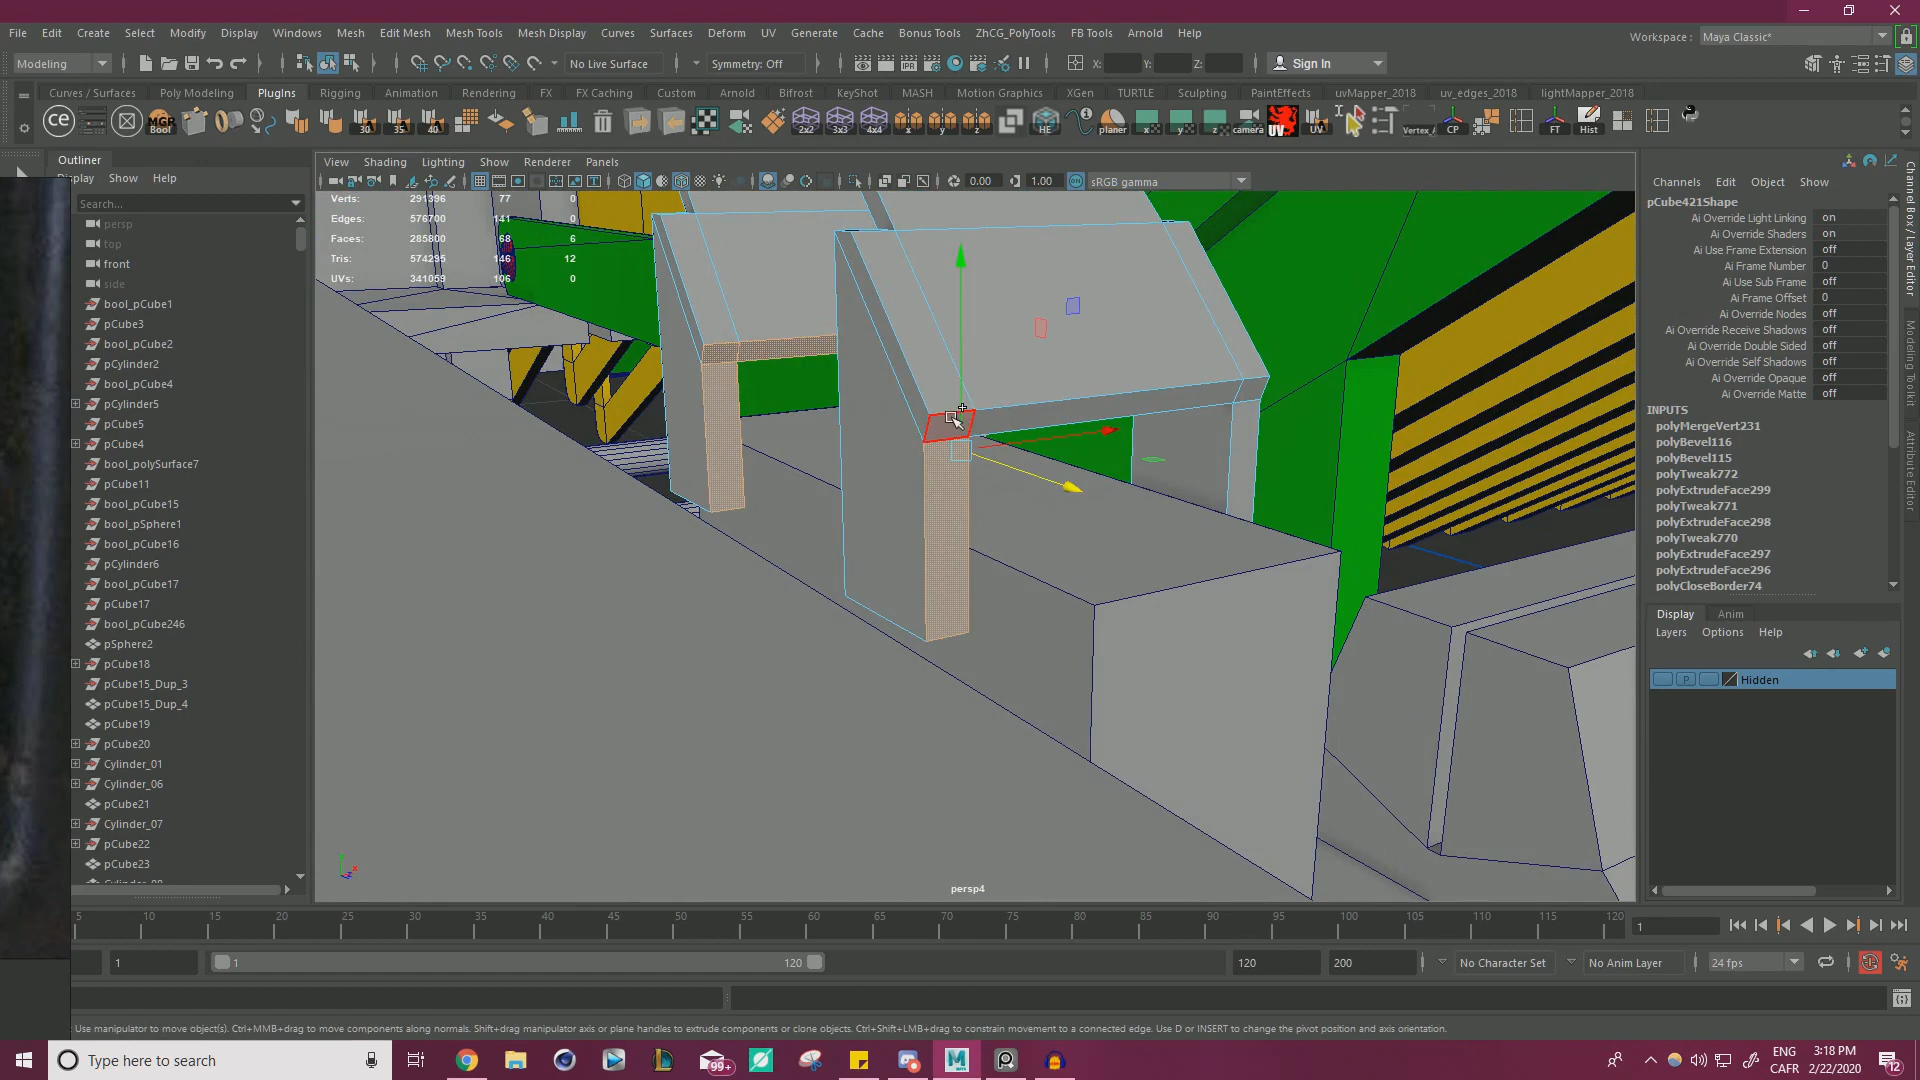 File Edit Create Select Modify Display Windows Mesh Edit Mesh Mesh Tools Mesh Display Curves Surfaces Deform UV Generate Cache Bonus Tools ZhCG_PolyTools FB Tools Arnold Help
Workspace : Maya Classic*
Modeling No Live Surface Symmetry: Off X: Y: Z: Sign In
Curves / Surfaces Poly Modeling Plugins Rigging Animation Rendering FX FX Caching Custom Arnold Bifrost KeyShot MASH Motion Graphics XGen TURTLE Sculpting PaintEffects uvMapper_2018 uv_edges_2018 lightMapper_2018
Outliner
Display Show Help
Search...
persp
top
front
side
bool_pCube1
pCube3
bool_pCube2
pCylinder2
bool_pCube4
pCylinder5
pCube5
pCube4
bool_polySurface7
pCube11
bool_pCube15
bool_pSphere1
bool_pCube16
pCylinder6
bool_pCube17
pCube17
bool_pCube246
pSphere2
pCube18
pCube15_Dup_3
pCube15_Dup_4
pCube19
pCube20
Cylinder_01
Cylinder_06
pCube21
Cylinder_07
pCube22
pCube23
View Shading Lighting Show Renderer Panels
0.00 1.00 sRGB gamma
Verts: 291396 77 0
Edges: 576700 141 0
Faces: 285800 68 6
Tris: 574295 146 12
UVs: 341059 106 0
persp4
Channels Edit Object Show
pCube421Shape
Ai Override Light Linking on
Ai Override Shaders on
Ai Use Frame Extension off
Ai Frame Number 0
Ai Use Sub Frame off
Ai Frame Offset 0
Ai Override Nodes off
Ai Override Receive Shadows off
Ai Override Double Sided off
Ai Override Self Shadows off
Ai Override Opaque off
Ai Override Matte off
INPUTS
polyMergeVert231
polyBevel116
polyBevel115
polyTweak772
polyExtrudeFace299
polyTweak771
polyExtrudeFace298
polyTweak770
polyExtrudeFace297
polyExtrudeFace296
polyCloseBorder74
Display Anim
Layers Options Help
P Hidden
Channel Box / Layer Editor
Modeling Toolkit
Attribute Editor
5 10 15 20 25 30 35 40 45 50 55 60 65 70 75 80 85 90 95 100 105 110 115 120
1
1 1 120 120 200 No Character Set No Anim Layer 24 fps
Use manipulator to move object(s). Ctrl+MMB+drag to move components along normals. Shift+drag manipulator axis or plane handles to extrude components or clone objects. Ctrl+Shift+LMB+drag to constrain movement to a connected edge. Use D or INSERT to change the pivot position and axis orientation.
Type here to search
99+
ENG
CAFR
3:18 PM
2/22/2020
12